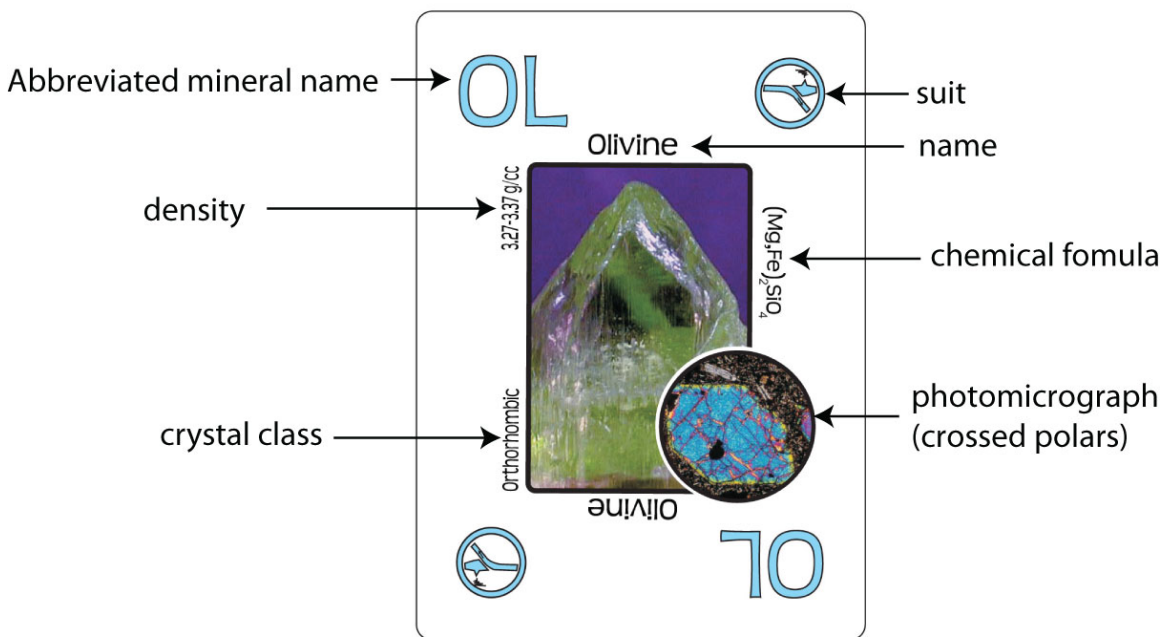 Abbreviated mineral name
OL
suit
Olivine
name
density
3.27-3.37 g/cc
(Mg,Fe)₂SiO₄
chemical fomula
crystal class
Orthorhombic
photomicrograph
(crossed polars)
Olivine
OL